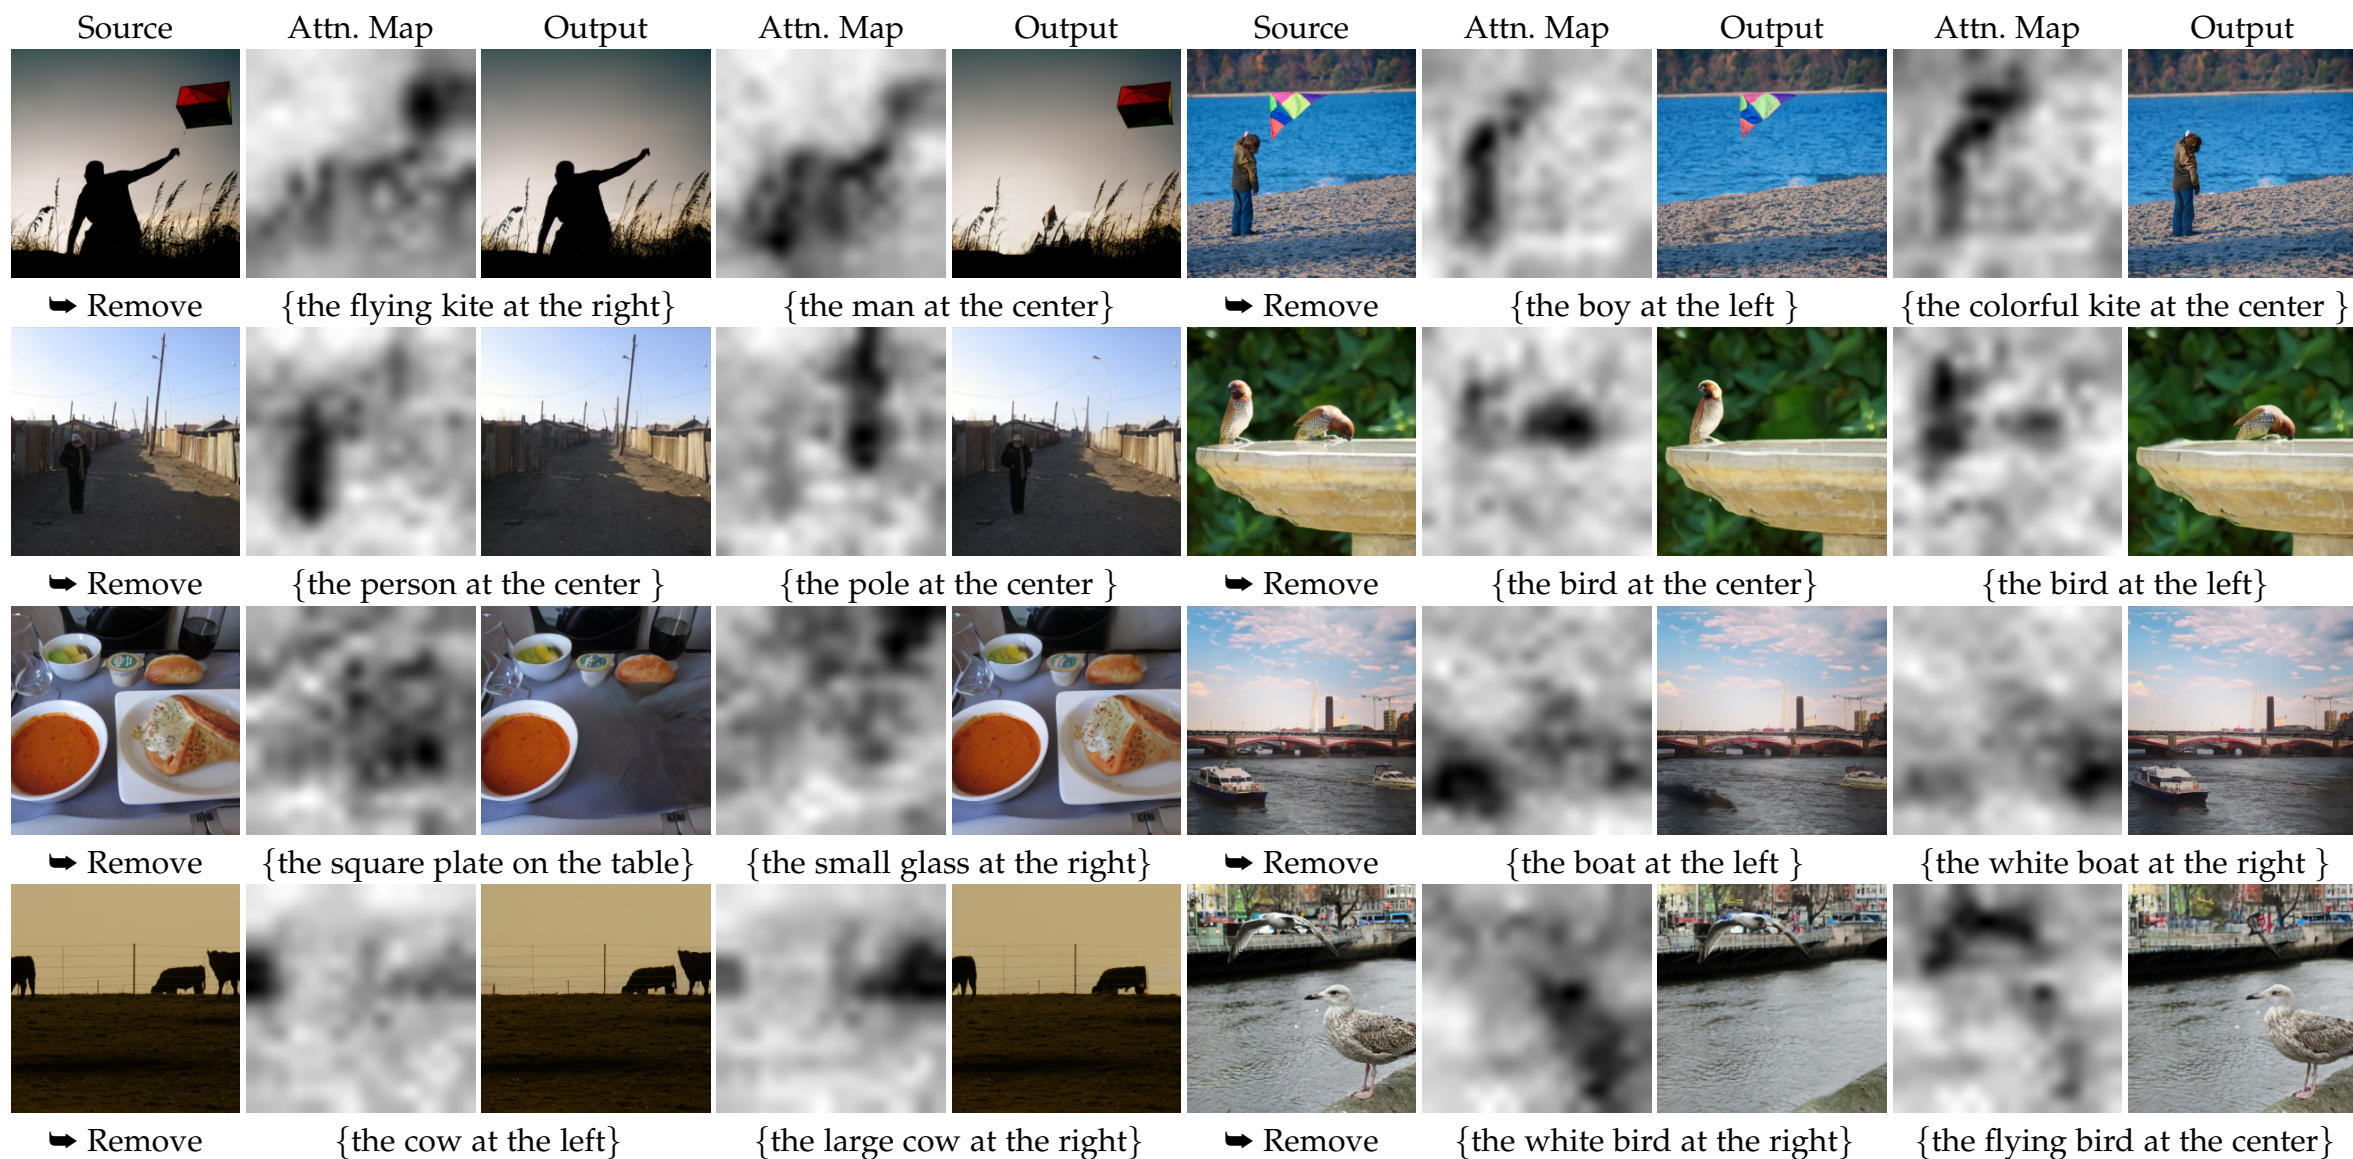 Source Attn. Map Output Attn. Map Output Source Attn. Map Output Attn. Map Output
➥ Remove {the flying kite at the right} {the man at the center} ➥ Remove {the boy at the left } {the colorful kite at the center }
➥ Remove {the person at the center } {the pole at the center } ➥ Remove {the bird at the center} {the bird at the left}
➥ Remove {the square plate on the table} {the small glass at the right} ➥ Remove {the boat at the left } {the white boat at the right }
➥ Remove {the cow at the left} {the large cow at the right} ➥ Remove {the white bird at the right} {the flying bird at the center}